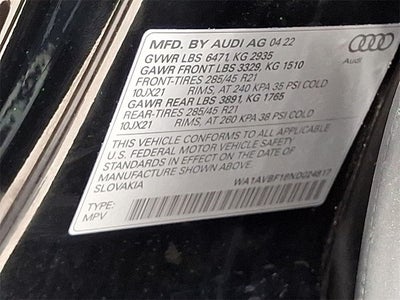 MFD. BY AUDI AG 04 22
GVWR LBS 6471, KG 2935
GAWR FRONT LBS 3329, KG 1510
FRONT-TIRES 285/45 R21
10JX21 RIMS, AT 240 KPA 35 PSI COLD
GAWR REAR LBS 3891, KG 1765
REAR-TIRES 285/45 R21
10JX21 RIMS, AT 260 KPA 38 PSI COLD
THIS VEHICLE CONFORMS TO ALL APPLICABLE
U.S. FEDERAL MOTOR VEHICLE SAFETY
STANDARDS IN EFFECT ON THE DATE OF
MANUFACTURE SHOWN ABOVE.
SLOVAKIA WA1AVBF18ND024817
TYPE:
MPV